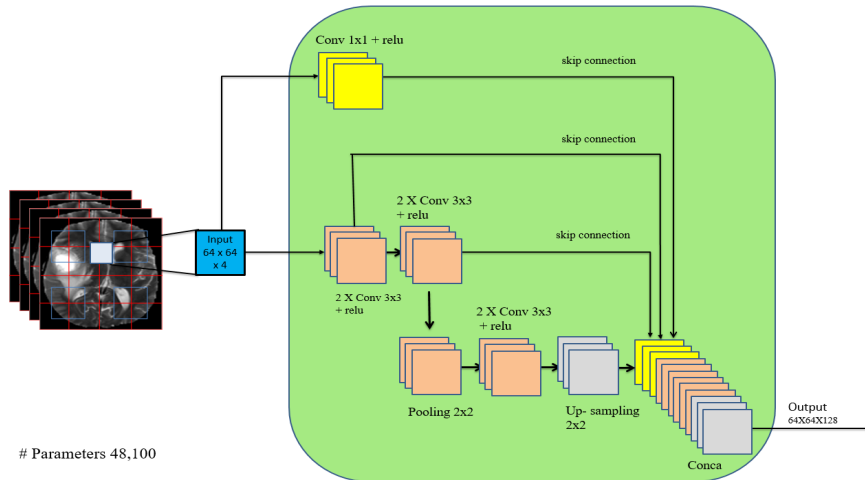 Conv 1x1 + relu
skip connection
skip connection
2 X Conv 3x3
+ relu
Input
64 x 64
x 4
skip connection
2 X Conv 3x3
+ relu
2 X Conv 3x3
+ relu
Pooling 2x2
Up- sampling
2x2
Output
64X64X128
Conca
# Parameters 48,100